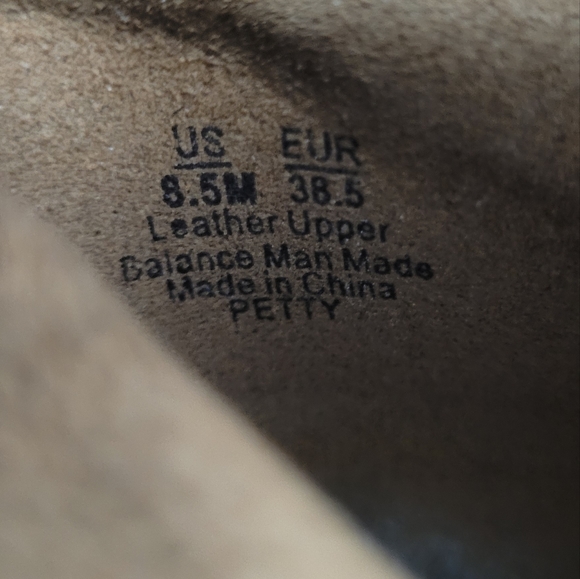 US EUR
8.5M 38.5
Leather Upper
Balance Man Made
Made in China
PETTY